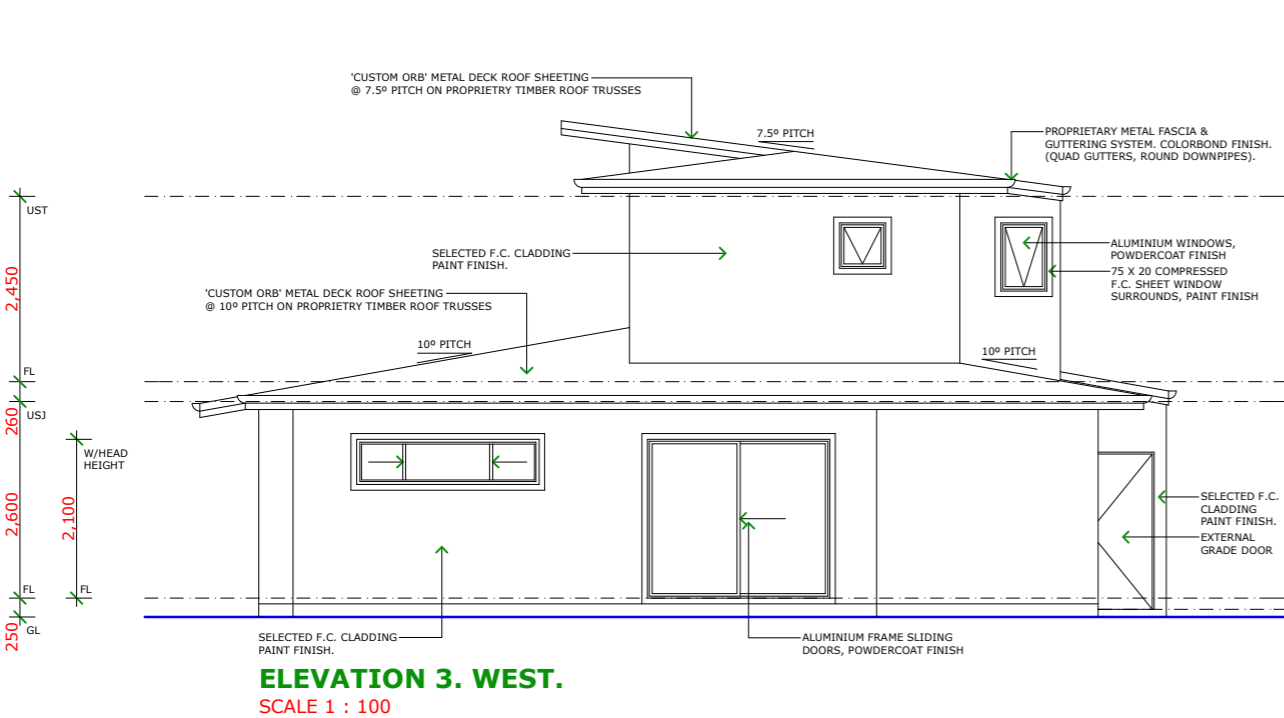 'CUSTOM ORB' METAL DECK ROOF SHEETING
@ 7.5º PITCH ON PROPRIETRY TIMBER ROOF TRUSSES
7.5º PITCH
PROPRIETARY METAL FASCIA &
GUTTERING SYSTEM. COLORBOND FINISH.
(QUAD GUTTERS, ROUND DOWNPIPES).
UST
SELECTED F.C. CLADDING
PAINT FINISH.
ALUMINIUM WINDOWS,
POWDERCOAT FINISH
75 X 20 COMPRESSED
F.C. SHEET WINDOW
SURROUNDS, PAINT FINISH
2,450
'CUSTOM ORB' METAL DECK ROOF SHEETING
@ 10º PITCH ON PROPRIETRY TIMBER ROOF TRUSSES
10º PITCH
10º PITCH
FL
260
USJ
W/HEAD
HEIGHT
2,600
2,100
SELECTED F.C.
CLADDING
PAINT FINISH.
EXTERNAL
GRADE DOOR
FL
FL
250
GL
SELECTED F.C. CLADDING
PAINT FINISH.
ALUMINIUM FRAME SLIDING
DOORS, POWDERCOAT FINISH
ELEVATION 3. WEST.
SCALE 1 : 100